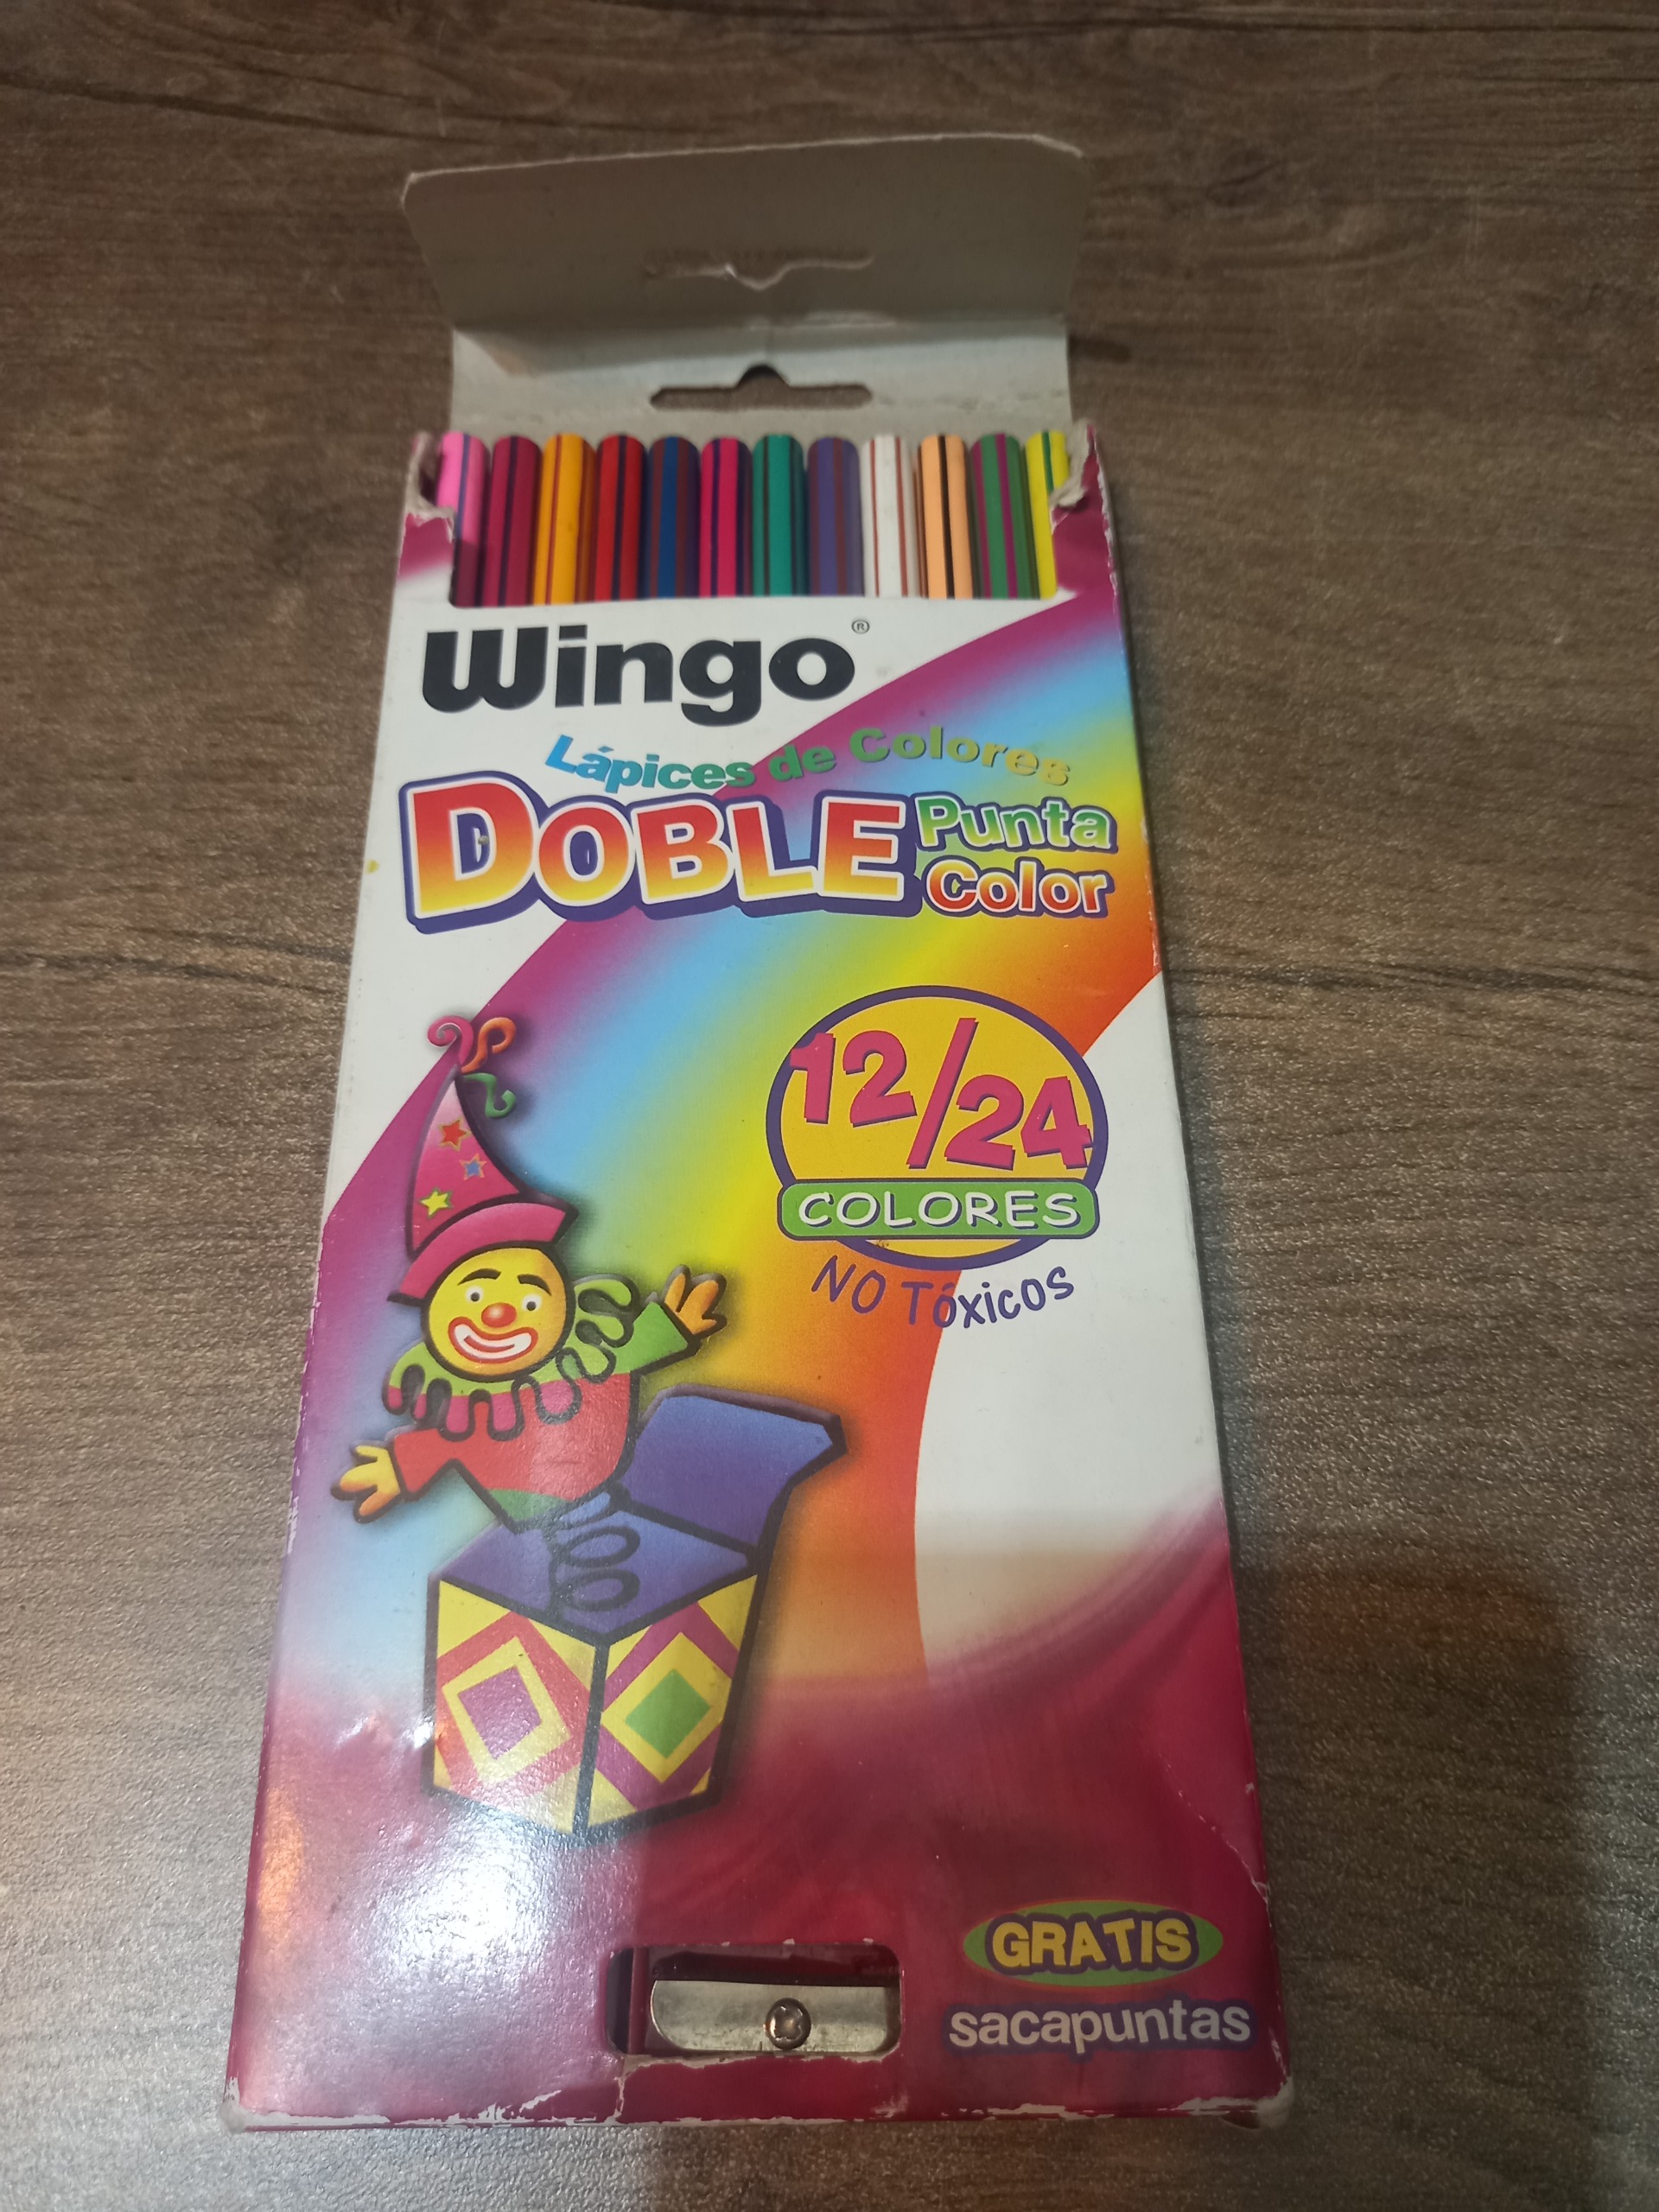 Wingo®
Lápices de Colores
DOBLE Punta
Color
12/24
COLORES
NO TÓXICOS
GRATIS
sacapuntas